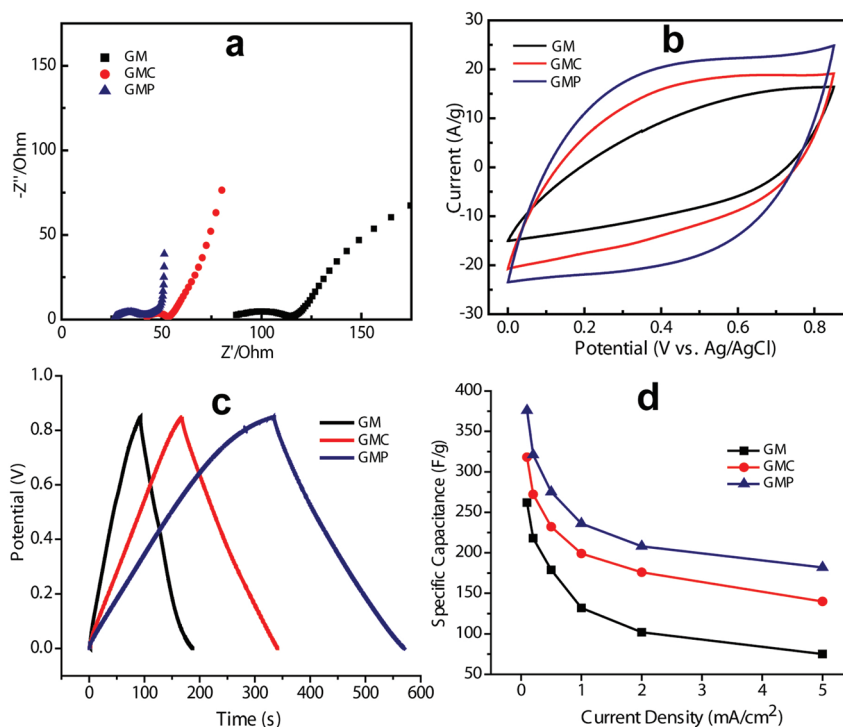 a
GM
GMC
GMP
-Z''/Ohm
175
150
100
50
0
0
50
100
150
Z'/Ohm
b
GM
GMC
GMP
Current (A/g)
30
20
10
0
-10
-20
-30
0.0
0.2
0.4
0.6
0.8
Potential (V vs. Ag/AgCl)
c
GM
GMC
GMP
Potential (V)
1.0
0.8
0.6
0.4
0.2
0.0
0
100
200
300
400
500
600
Time (s)
d
GM
GMC
GMP
Specific Capacitance (F/g)
400
350
300
250
200
150
100
50
0
1
2
3
4
5
Current Density (mA/cm²)